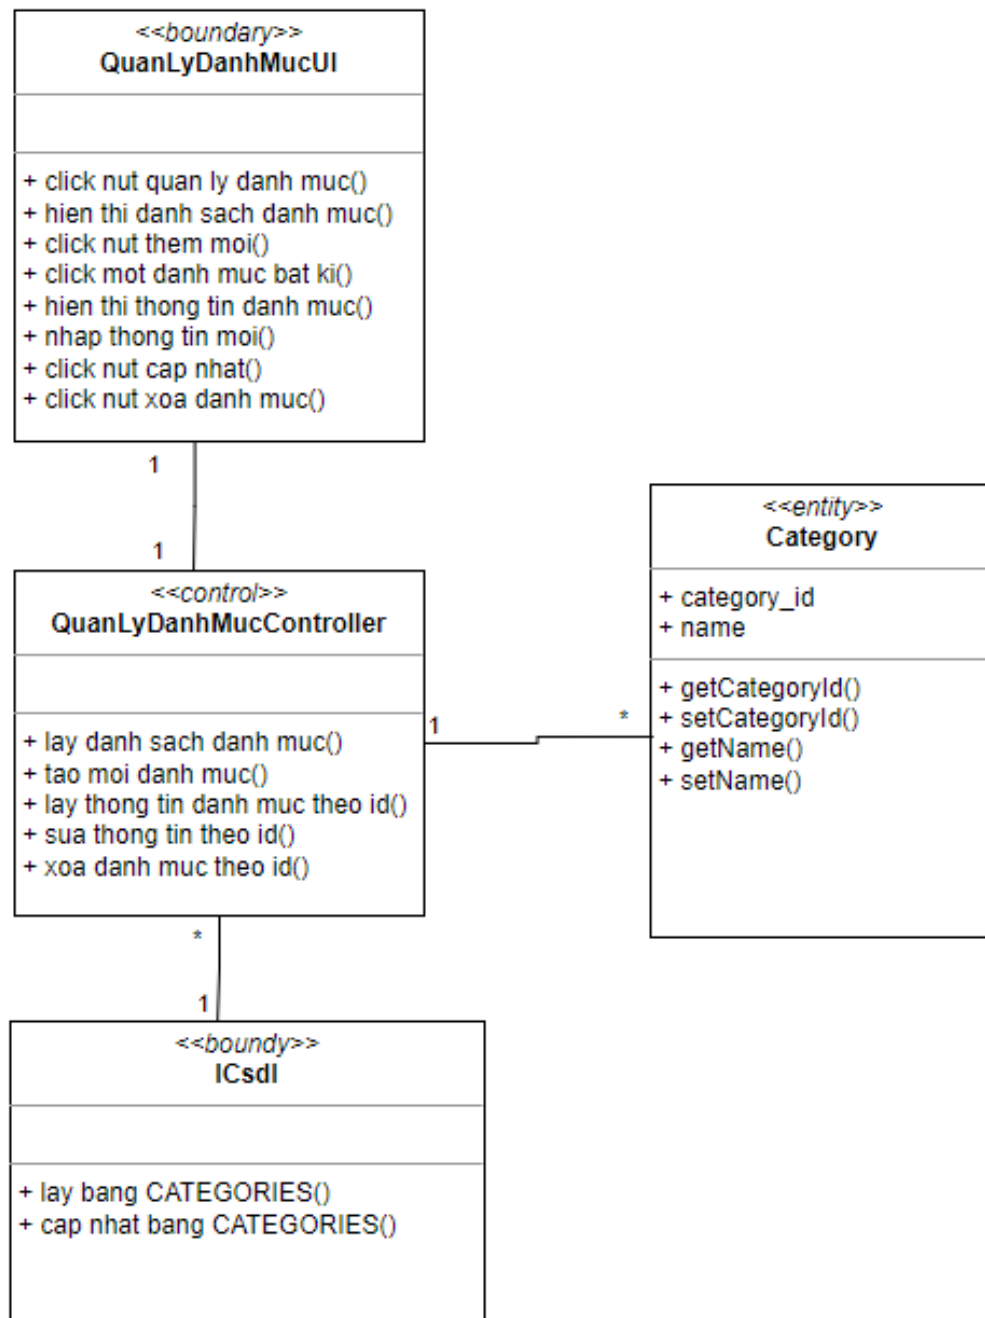 <<boundary>>
QuanLyDanhMucUI
+ click nut quan ly danh muc()
+ hien thi danh sach danh muc()
+ click nut them moi()
+ click mot danh muc bat ki()
+ hien thi thong tin danh muc()
+ nhap thong tin moi()
+ click nut cap nhat()
+ click nut xoa danh muc()
1
1
<<control>>
QuanLyDanhMucController
+ lay danh sach danh muc()
+ tao moi danh muc()
+ lay thong tin danh muc theo id()
+ sua thong tin theo id()
+ xoa danh muc theo id()
1
*
<<entity>>
Category
+ category_id
+ name
+ getCategoryId()
+ setCategoryId()
+ getName()
+ setName()
*
1
<<boundy>>
ICsdl
+ lay bang CATEGORIES()
+ cap nhat bang CATEGORIES()